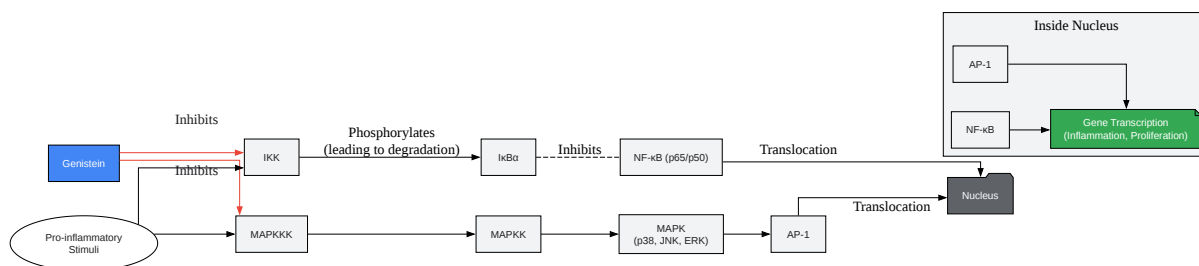 Inside Nucleus
AP-1
NF-κB
Gene Transcription
(Inflammation, Proliferation)
Inhibits
Genistein
Inhibits
IKK
Phosphorylates
(leading to degradation)
IκBα
Inhibits
NF-κB (p65/p50)
Translocation
Nucleus
Pro-inflammatory
Stimuli
MAPKKK
MAPKK
MAPK
(p38, JNK, ERK)
AP-1
Translocation